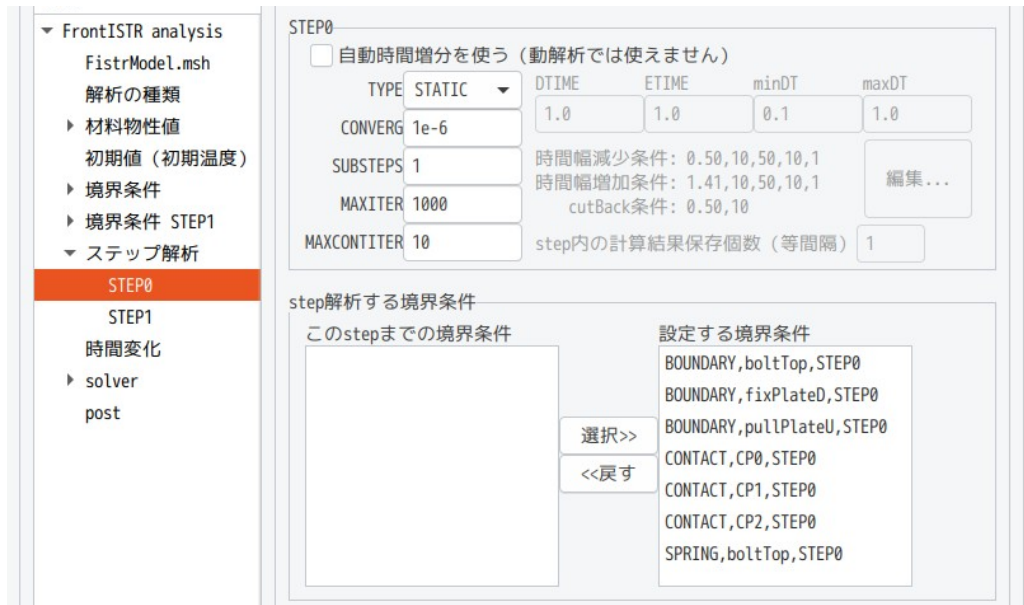 FrontISTR analysis
FistrModel.msh
解析の種類
材料物性値
初期値（初期温度）
境界条件
境界条件 STEP1
ステップ解析
STEP0
STEP1
時間変化
solver
post
STEP0
自動時間増分を使う（動解析では使えません）
TYPE STATIC
CONVERG 1e-6
SUBSTEPS 1
MAXITER 1000
MAXCONTITER 10
DTIME ETIME minDT maxDT
1.0 1.0 0.1 1.0
時間幅減少条件: 0.50,10,50,10,1
時間幅増加条件: 1.41,10,50,10,1
cutBack条件: 0.50,10
編集...
step内の計算結果保存個数（等間隔） 1
step解析する境界条件
このstepまでの境界条件
選択>>
<<戻す
設定する境界条件
BOUNDARY,boltTop,STEP0
BOUNDARY,fixPlateD,STEP0
BOUNDARY,pullPlateU,STEP0
CONTACT,CP0,STEP0
CONTACT,CP1,STEP0
CONTACT,CP2,STEP0
SPRING,boltTop,STEP0